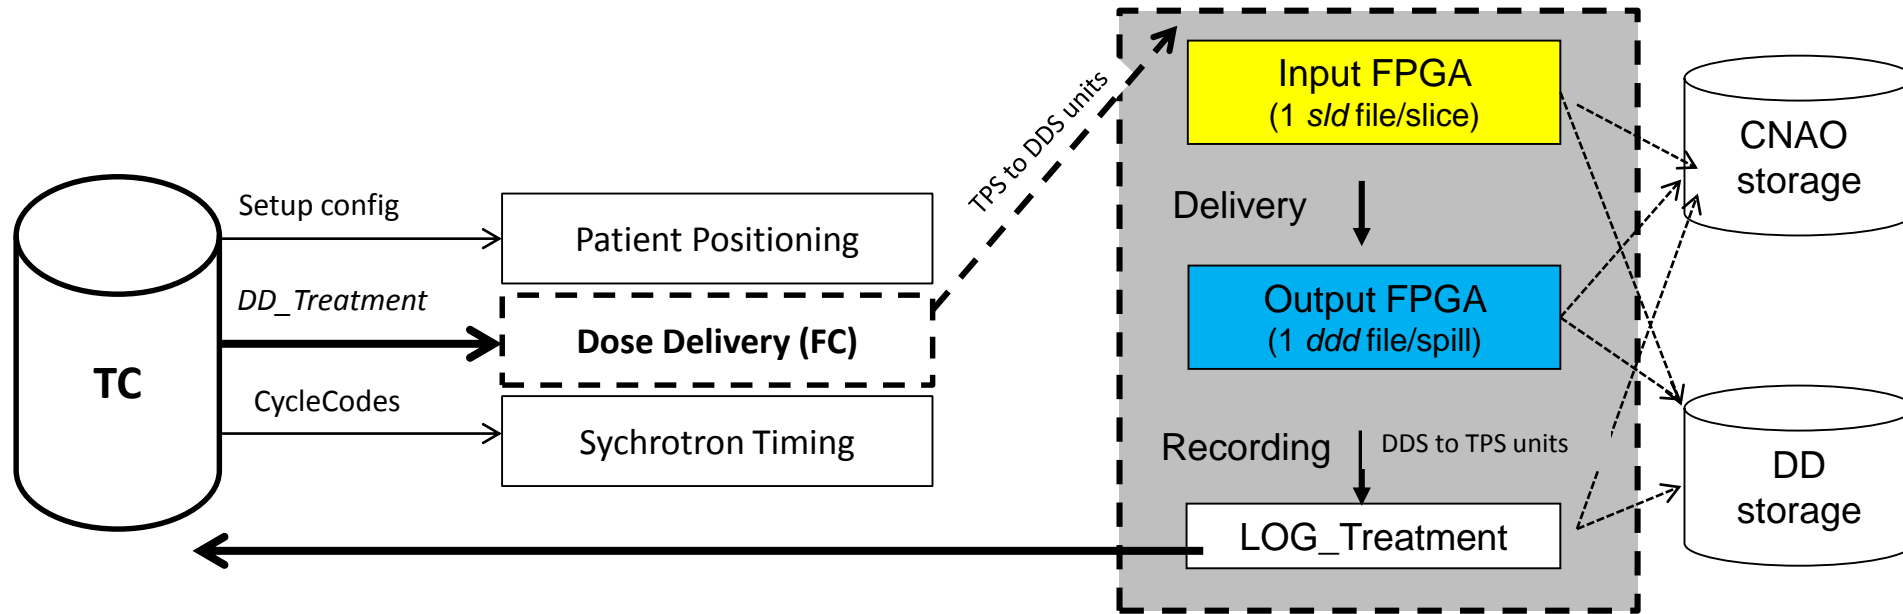 TC
Setup config
DD_Treatment
CycleCodes
Patient Positioning
Dose Delivery (FC)
Sychrotron Timing
TPS to DDS units
Input FPGA
(1 sld file/slice)
Delivery
Output FPGA
(1 ddd file/spill)
Recording
DDS to TPS units
LOG_Treatment
CNAO
storage
DD
storage